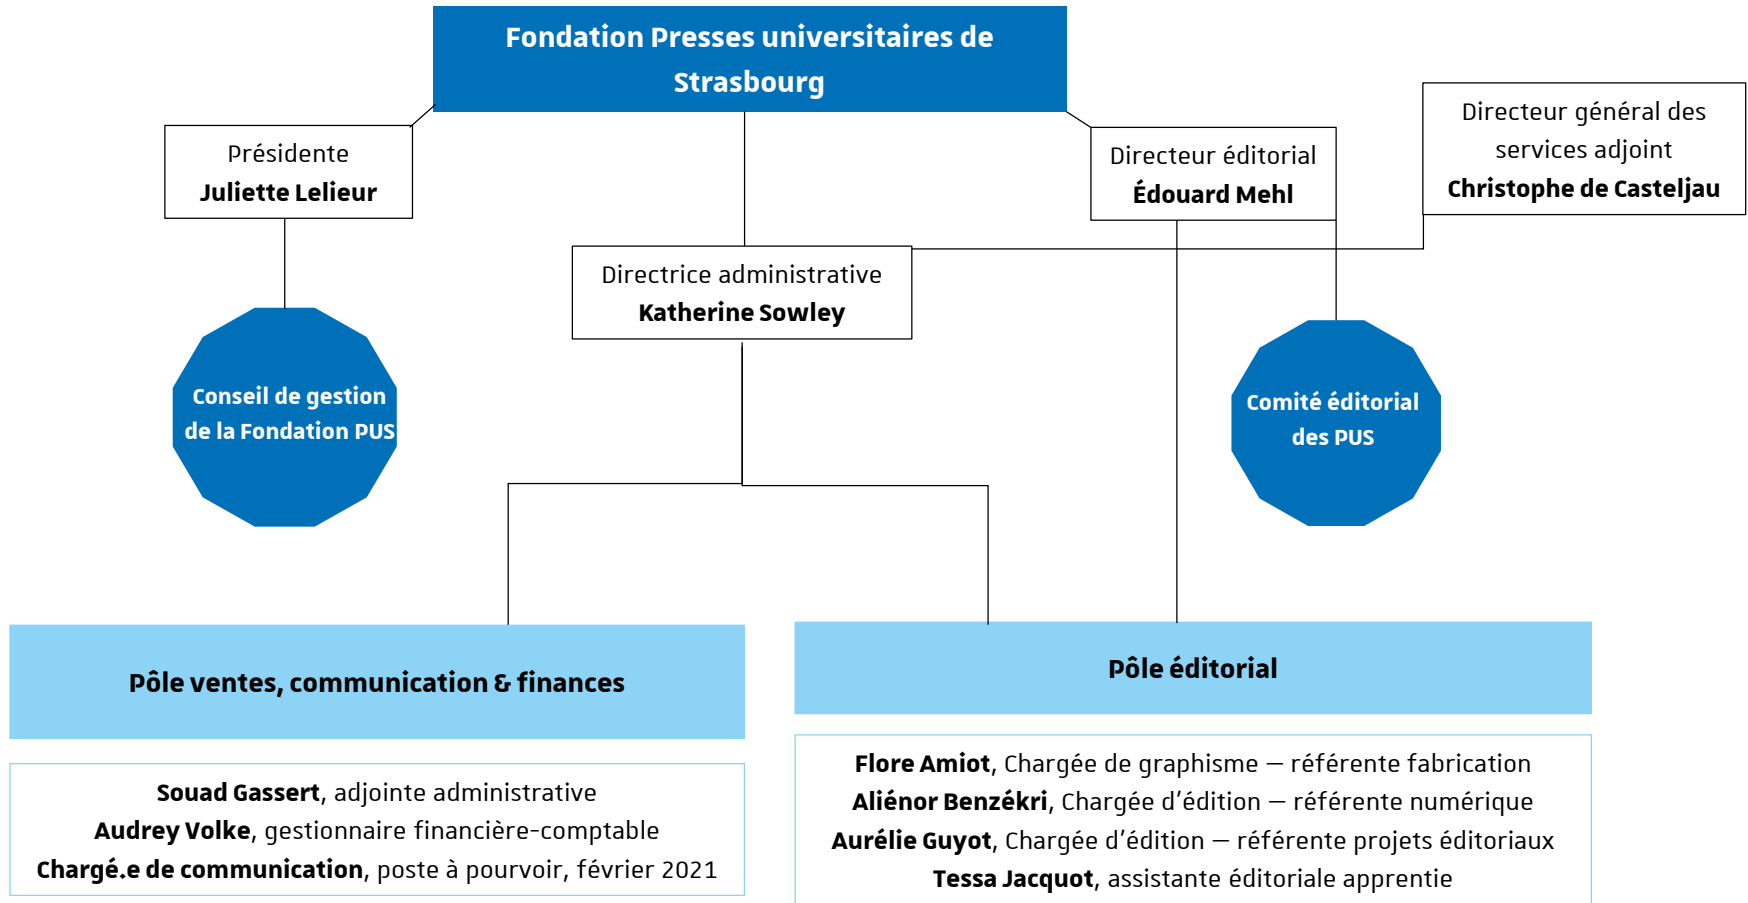 Fondation Presses universitaires de
Strasbourg
Directeur général des
services adjoint
Christophe de Casteljau
Présidente
Juliette Lelieur
Directeur éditorial
Édouard Mehl
Directrice administrative
Katherine Sowley
Conseil de gestion
de la Fondation PUS
Comité éditorial
des PUS
Pôle ventes, communication & finances
Souad Gassert, adjointe administrative
Audrey Volke, gestionnaire financière-comptable
Chargé.e de communication, poste à pourvoir, février 2021
Pôle éditorial
Flore Amiot, Chargée de graphisme — référente fabrication
Aliénor Benzékri, Chargée d'édition — référente numérique
Aurélie Guyot, Chargée d'édition — référente projets éditoriaux
Tessa Jacquot, assistante éditoriale apprentie